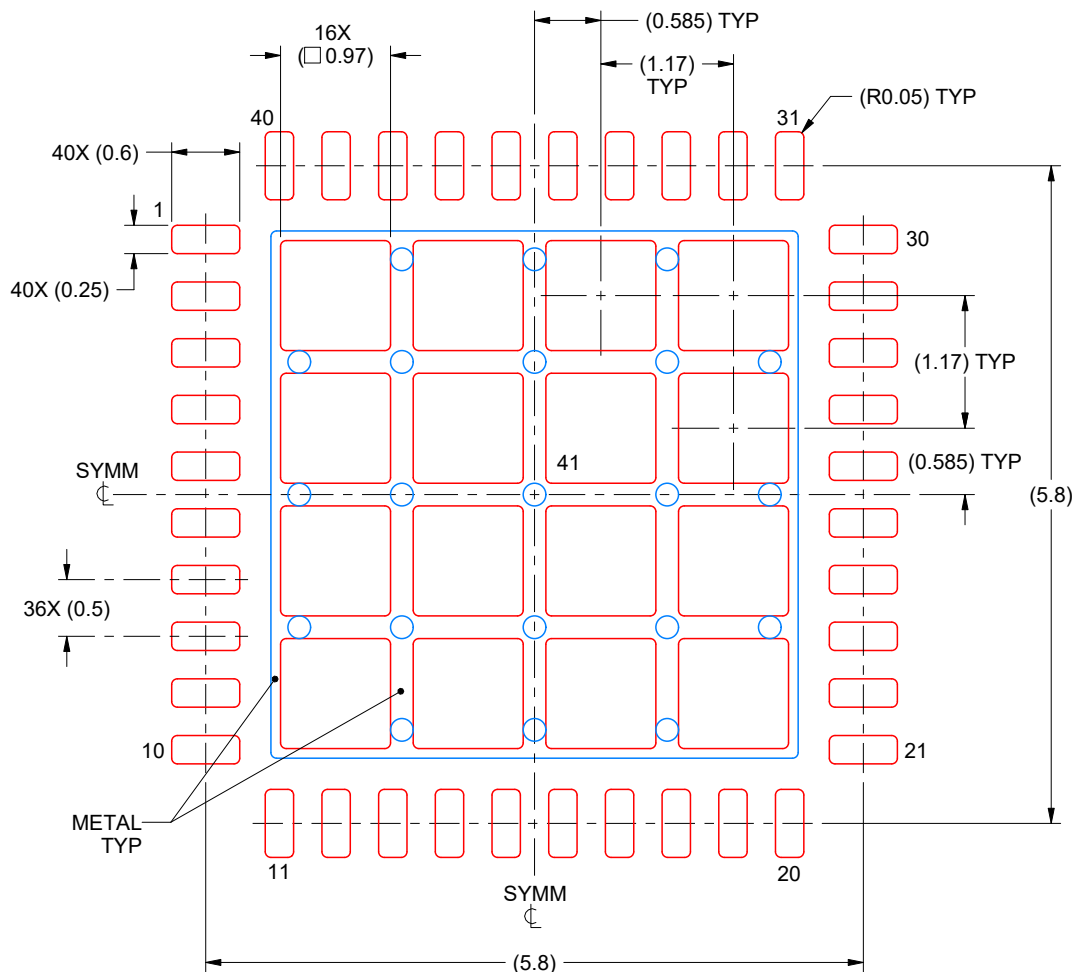 (0.585) TYP
16X
(□ 0.97)
(1.17)
TYP
(R0.05) TYP
40
31
40X (0.6)
1
30
40X (0.25)
(1.17) TYP
SYMM
℄
41
(0.585) TYP
(5.8)
36X (0.5)
10
21
METAL
TYP
11
20
SYMM
℄
(5.8)